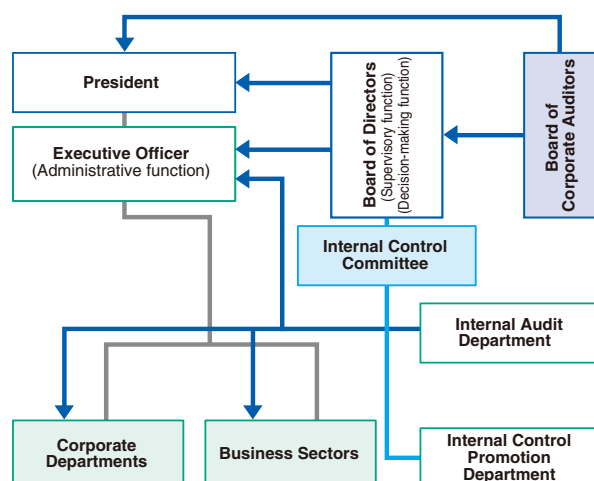 President
Executive Officer
(Administrative function)
Board of Directors
(Supervisory function)
(Decision-making function)
Board of
Corporate Auditors
Internal Control
Committee
Internal Audit
Department
Corporate
Departments
Business Sectors
Internal Control
Promotion
Department